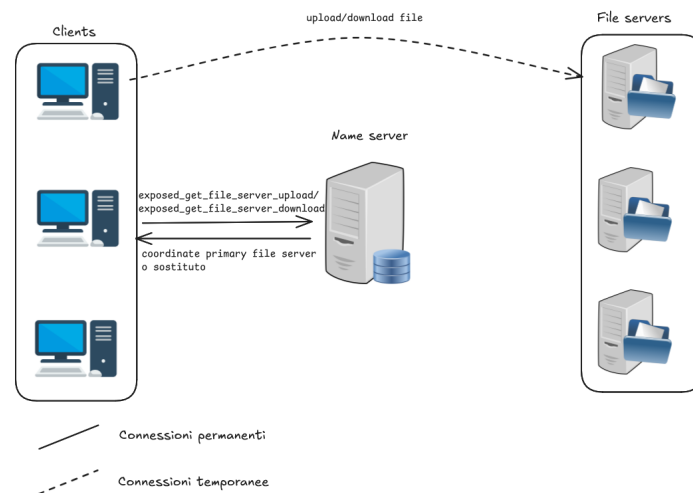 upload/download file
File servers
Clients
Name server
exposed_get_file_server_upload/
exposed_get_file_server_download
coordinate primary file server
o sostituto
Connessioni permanenti
Connessioni temporanee